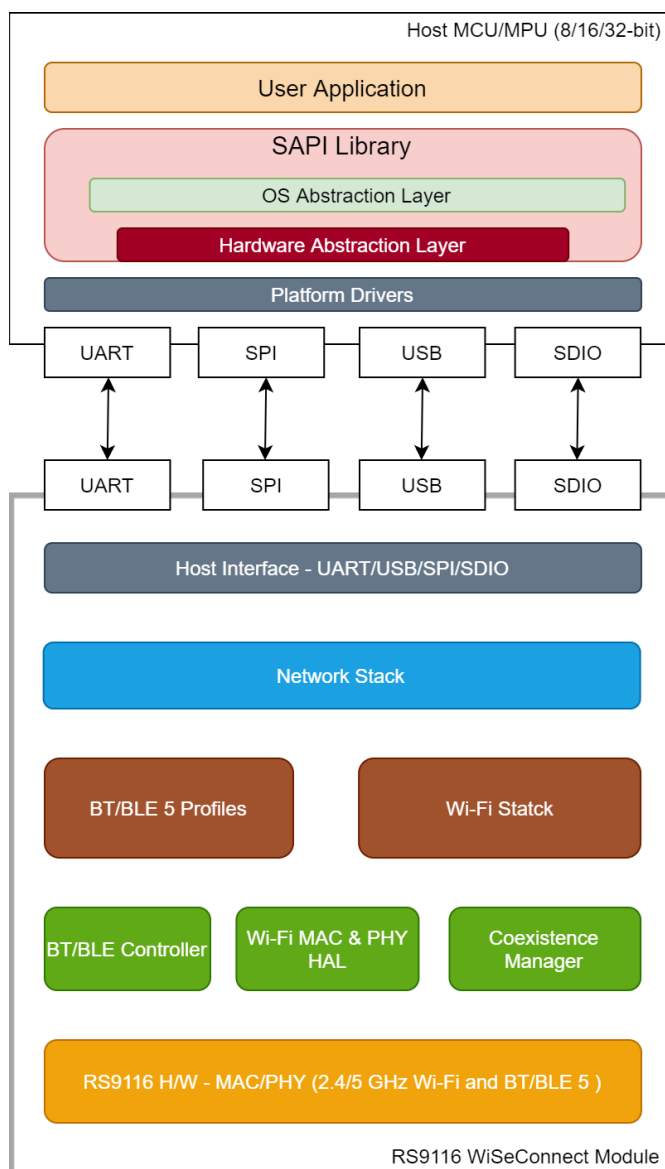 Host MCU/MPU (8/16/32-bit)
User Application
SAPI Library
OS Abstraction Layer
Hardware Abstraction Layer
Platform Drivers
UART SPI USB SDIO
UART SPI USB SDIO
Host Interface - UART/USB/SPI/SDIO
Network Stack
BT/BLE 5 Profiles
Wi-Fi Statck
BT/BLE Controller
Wi-Fi MAC & PHY
HAL
Coexistence
Manager
RS9116 H/W - MAC/PHY (2.4/5 GHz Wi-Fi and BT/BLE 5 )
RS9116 WiSeConnect Module